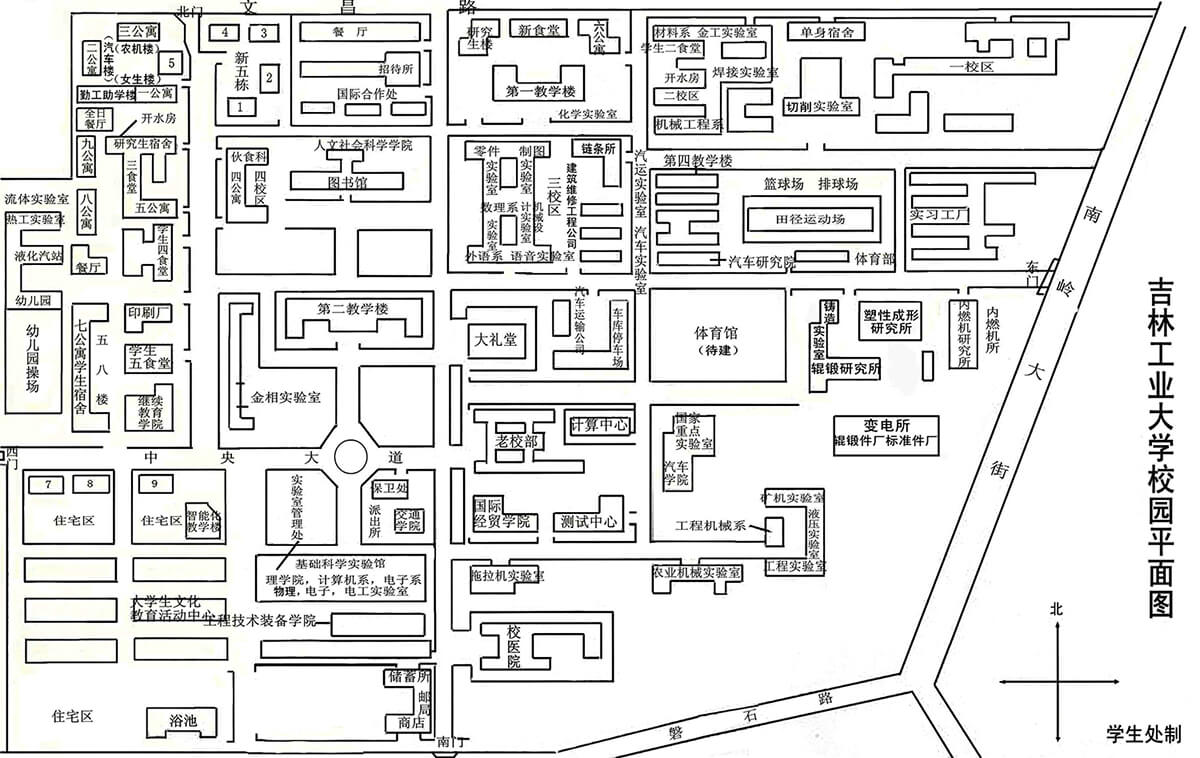 吉林工业大学校园平面图
学生处制
北
文昌路
南岭大街
磐石路
中央大道
北门
东门
西门
南门
三公寓
(农机楼)
二公寓
(汽车楼)
5
(女生楼)
勤工助学楼
一公寓
全日餐厅
开水房
九公寓
研究生宿舍
三食堂
五公寓
八公寓
流体实验室
热工实验室
液化汽站
餐厅
学生四食堂
幼儿园
幼儿园操场
七公寓学生宿舍
五八楼
印刷厂
学生五食堂
继续教育学院
4
3
新五栋
2
1
餐厅
招待所
国际合作处
伙食科
四公寓
四校区
人文社会科学学院
图书馆
第二教学楼
金相实验室
研究生楼
新食堂
六公寓
第一教学楼
化学实验室
零件实验室
制图实验室
链条所
三校区
建筑维修工程公司
数理系
计实验室
机械设
实验室
外语系
语音实验室
汽运实验室
汽车实验室
大礼堂
汽车运输公司
车库停车场
材料系
金工实验室
学生二食堂
开水房
焊接实验室
二校区
机械工程系
单身宿舍
一校区
切削实验室
第四教学楼
篮球场
排球场
田径运动场
汽车研究院
体育部
实习工厂
体育馆
(待建)
铸造实验室
塑性成形研究所
辊锻研究所
内燃机研究所
内燃机所
变电所
辊锻件厂标准件厂
老校部
计算中心
国际经贸学院
测试中心
国家重点实验室
汽车学院
矿机实验室
工程机械系
液压实验室
工程实验室
拖拉机实验室
农业机械实验室
校医院
7
8
9
住宅区
住宅区
智能化教学楼
实验室管理处
保卫处
派出所
交通学院
基础科学实验馆
理学院,计算机系,电子系
物理,电子,电工实验室
大学生文化教育活动中心
工程技术装备学院
住宅区
浴池
储蓄所
邮局
商店